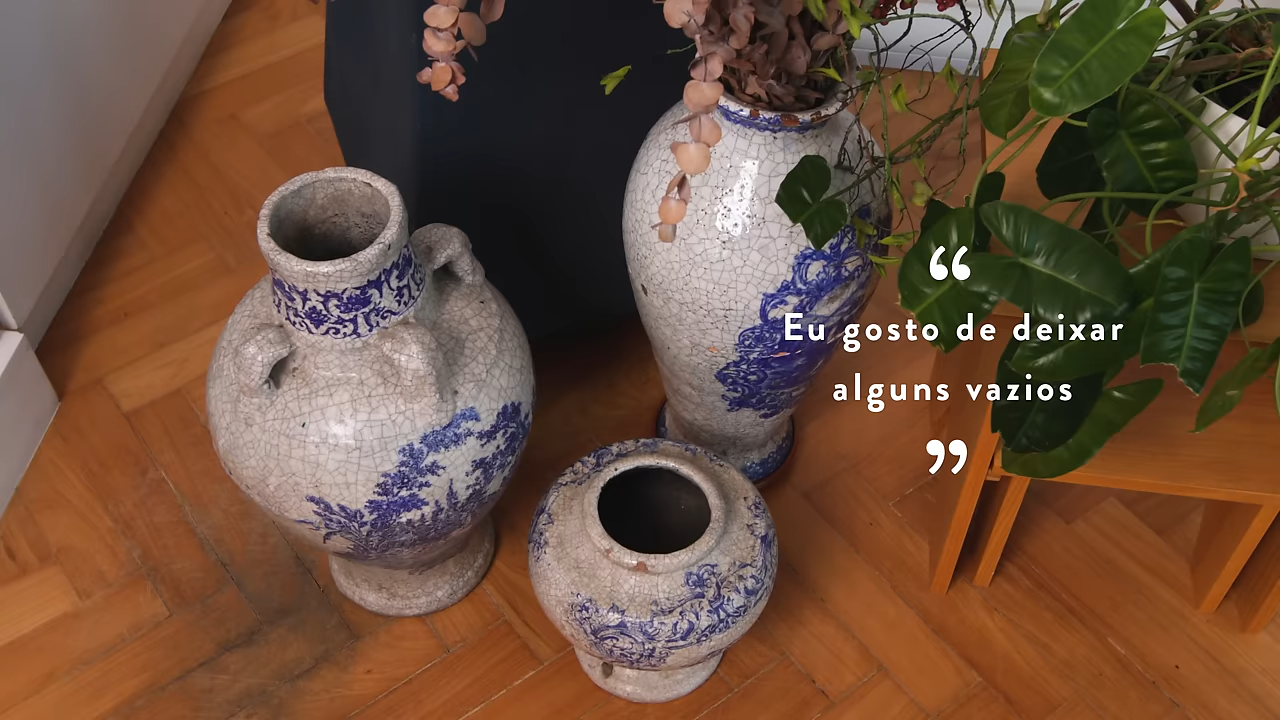 “
Eu gosto de deixar
alguns vazios
”